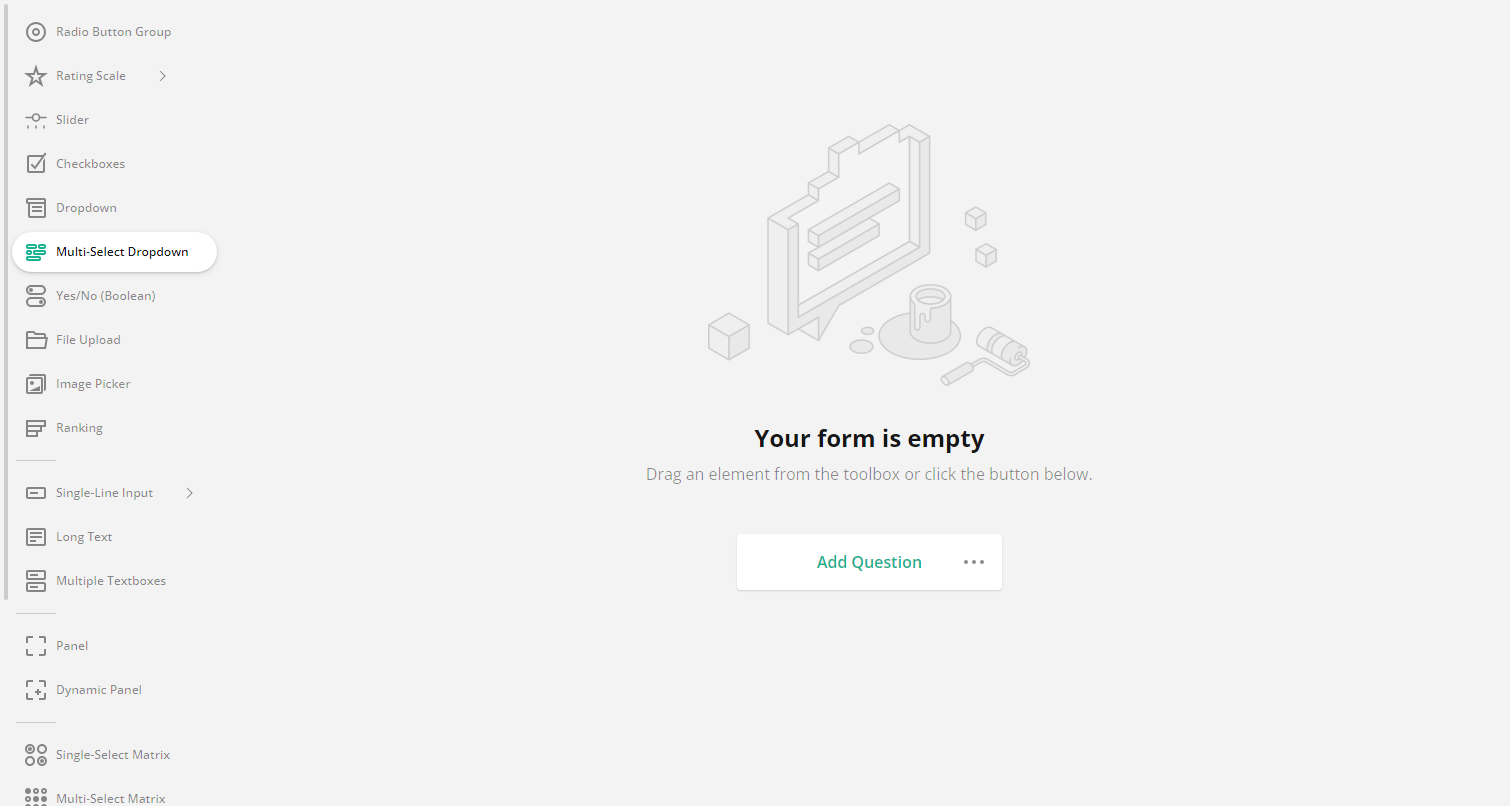 Radio Button Group
Rating Scale
Slider
Checkboxes
Dropdown
Multi-Select Dropdown
Yes/No (Boolean)
File Upload
Image Picker
Ranking
Single-Line Input
Long Text
Multiple Textboxes
Panel
Dynamic Panel
Single-Select Matrix
Multi-Select Matrix
Your form is empty
Drag an element from the toolbox or click the button below.
Add Question